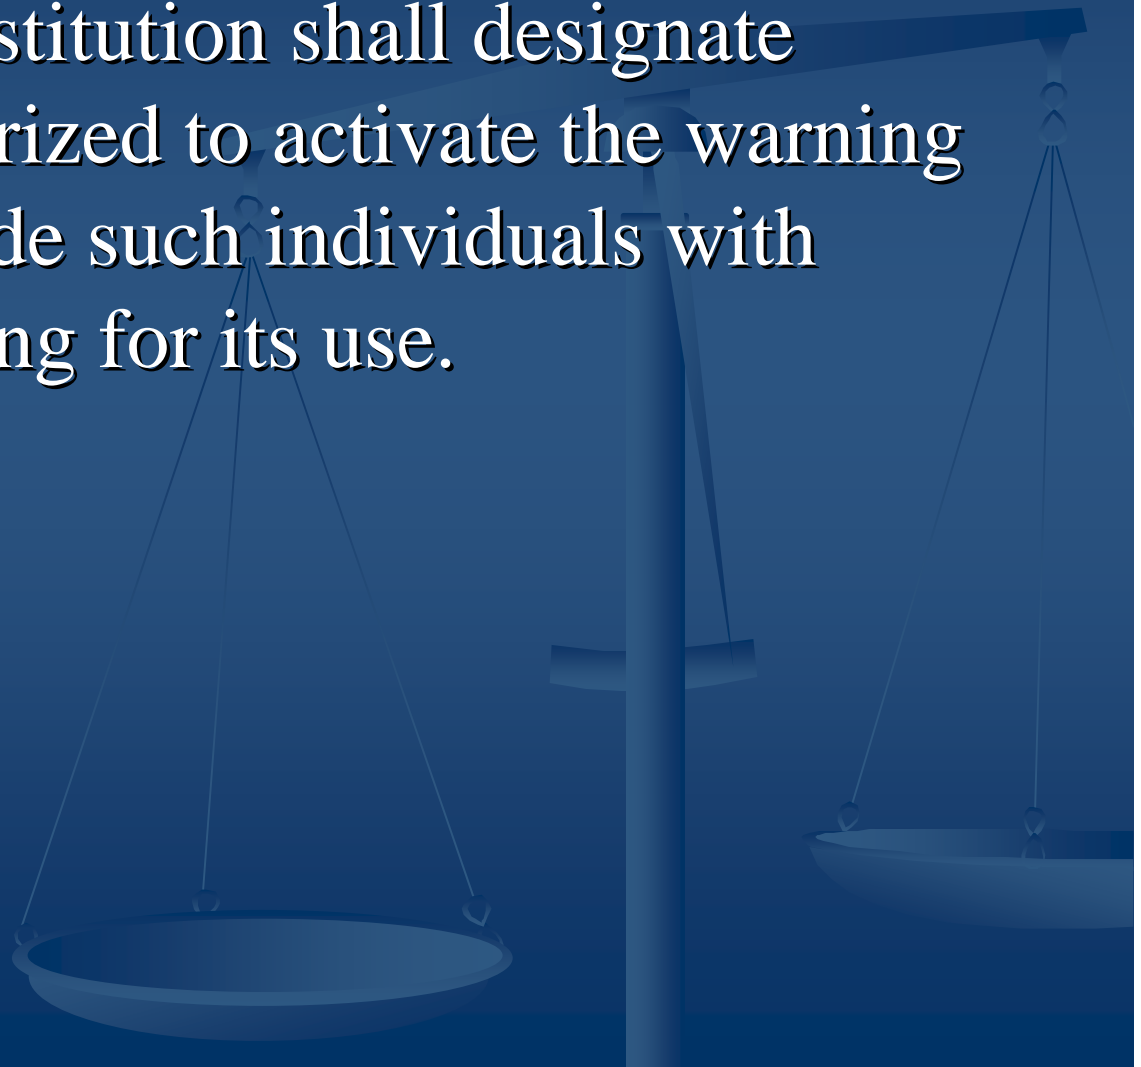 stitution shall designate
rized to activate the warning
de such individuals with
ng for its use.